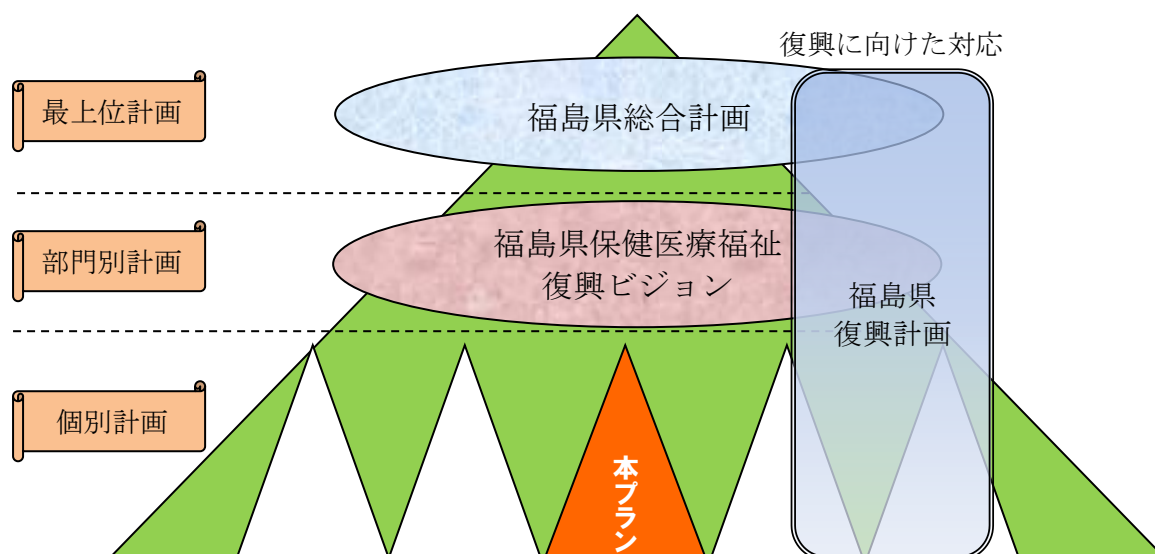 復興に向けた対応
最上位計画
福島県総合計画
部門別計画
福島県保健医療福祉
復興ビジョン
福島県
復興計画
個別計画
本プラン